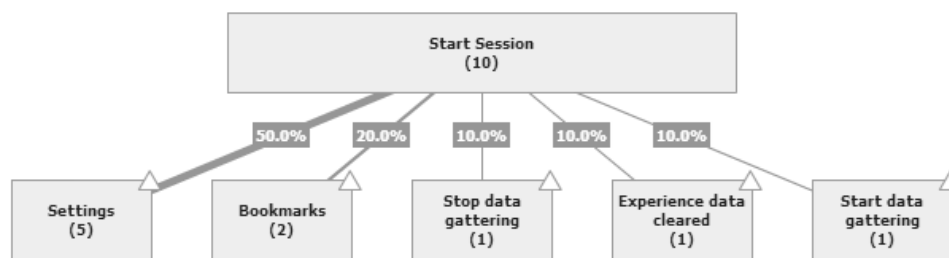 Start Session
(10)
50.0%
20.0%
10.0%
10.0%
10.0%
Settings
(5)
Bookmarks
(2)
Stop data
gattering
(1)
Experience data
cleared
(1)
Start data
gattering
(1)